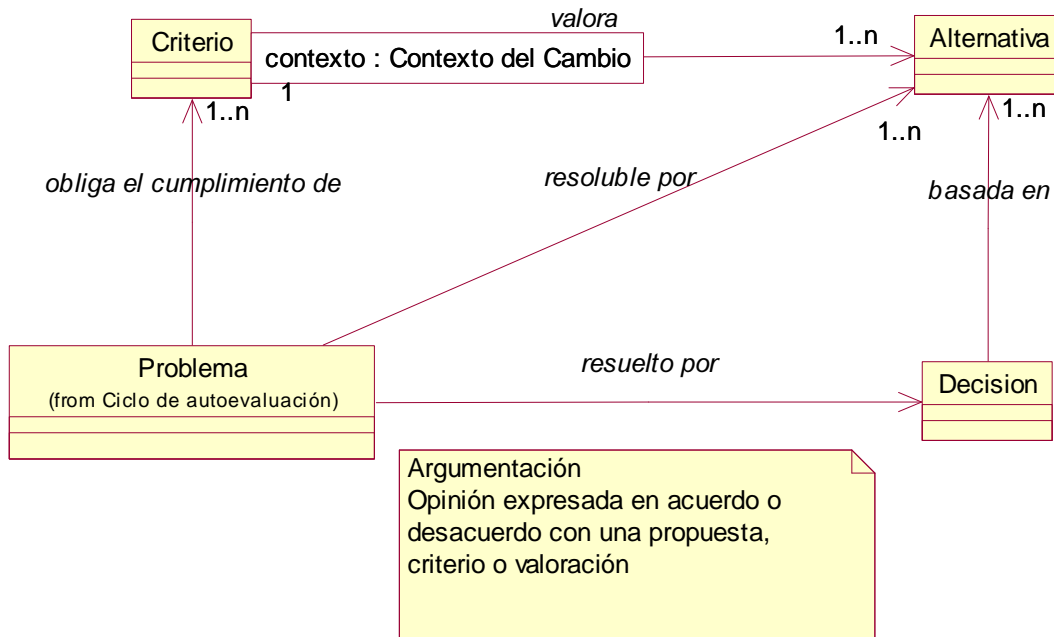 valora
Criterio
contexto : Contexto del Cambio
1..n
Alternativa
1
1..n
1..n
1..n
obliga el cumplimiento de
resoluble por
basada en
Problema
(from Ciclo de autoevaluación)
resuelto por
Decision
Argumentación
Opinión expresada en acuerdo o
desacuerdo con una propuesta,
criterio o valoración